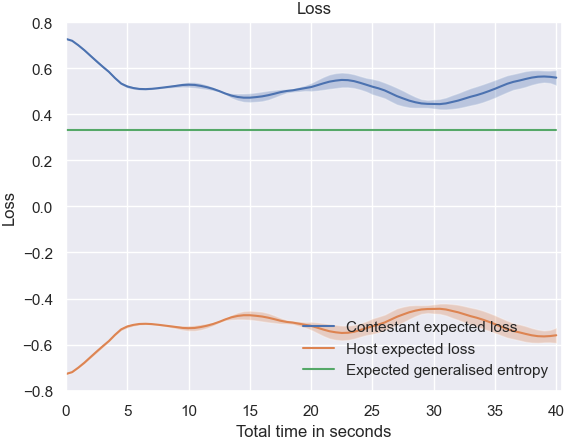 Loss
0.8
0.6
0.4
0.2
0.0
−0.2
−0.4
−0.6
−0.8
Loss
Contestant expected loss
Host expected loss
Expected generalised entropy
0 5 10 15 20 25 30 35 40
Total time in seconds